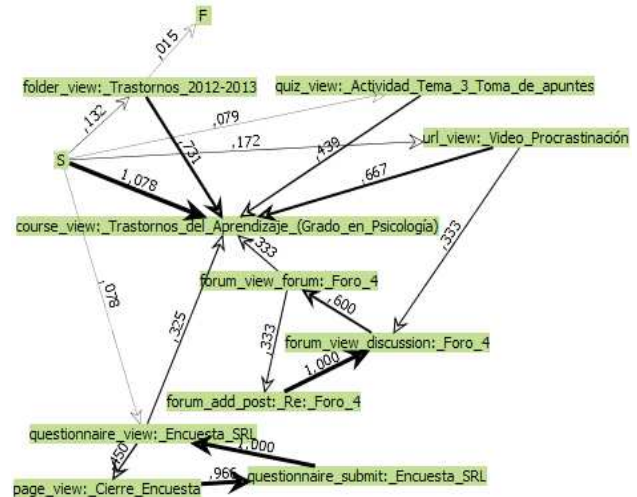 F
,015
folder_view:_Trastornos_2012-2013
quiz_view:_Actividad_Tema_3_Toma_de_apuntes
,132
,079
,439
,731
,172
url_view:_Video_Procrastinación
S
1,078
,667
course_view:_Trastornos_del_Aprendizaje_(Grado_en_Psicología)
,333
,333
forum_view_forum:_Foro_4
,078
,325
,600
,333
forum_view_discussion:_Foro_4
1,000
forum_add_post:_Re:_Foro_4
questionnaire_view:_Encuesta_SRL
1,000
,450
,966
questionnaire_submit:_Encuesta_SRL
page_view:_Cierre_Encuesta